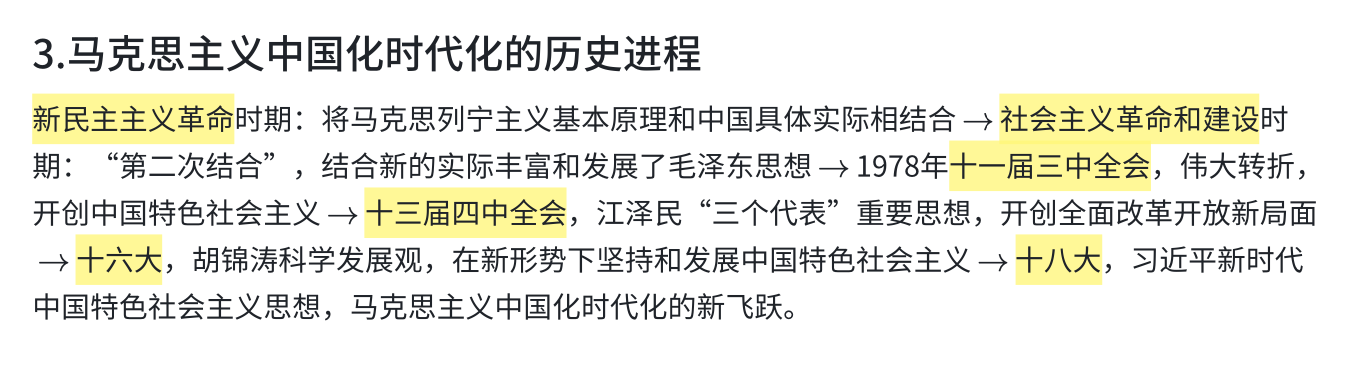 3.马克思主义中国化时代化的历史进程
新民主主义革命时期：将马克思列宁主义基本原理和中国具体实际相结合 → 社会主义革命和建设时
期：“第二次结合”，结合新的实际丰富和发展了毛泽东思想 → 1978年十一届三中全会，伟大转折，
开创中国特色社会主义 → 十三届四中全会，江泽民“三个代表”重要思想，开创全面改革开放新局面
→ 十六大，胡锦涛科学发展观，在新形势下坚持和发展中国特色社会主义 → 十八大，习近平新时代
中国特色社会主义思想，马克思主义中国化时代化的新飞跃。